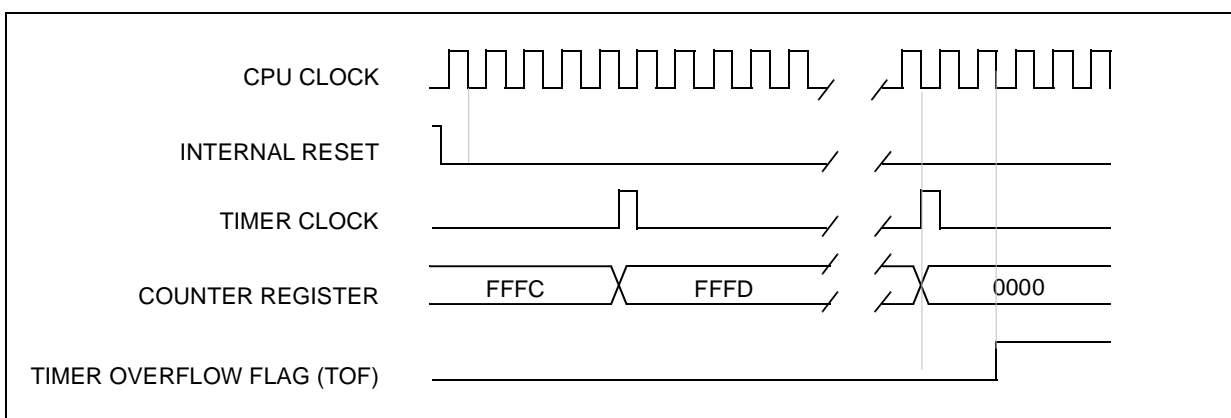 CPU CLOCK
INTERNAL RESET
TIMER CLOCK
COUNTER REGISTER
FFFC
FFFD
0000
TIMER OVERFLOW FLAG (TOF)